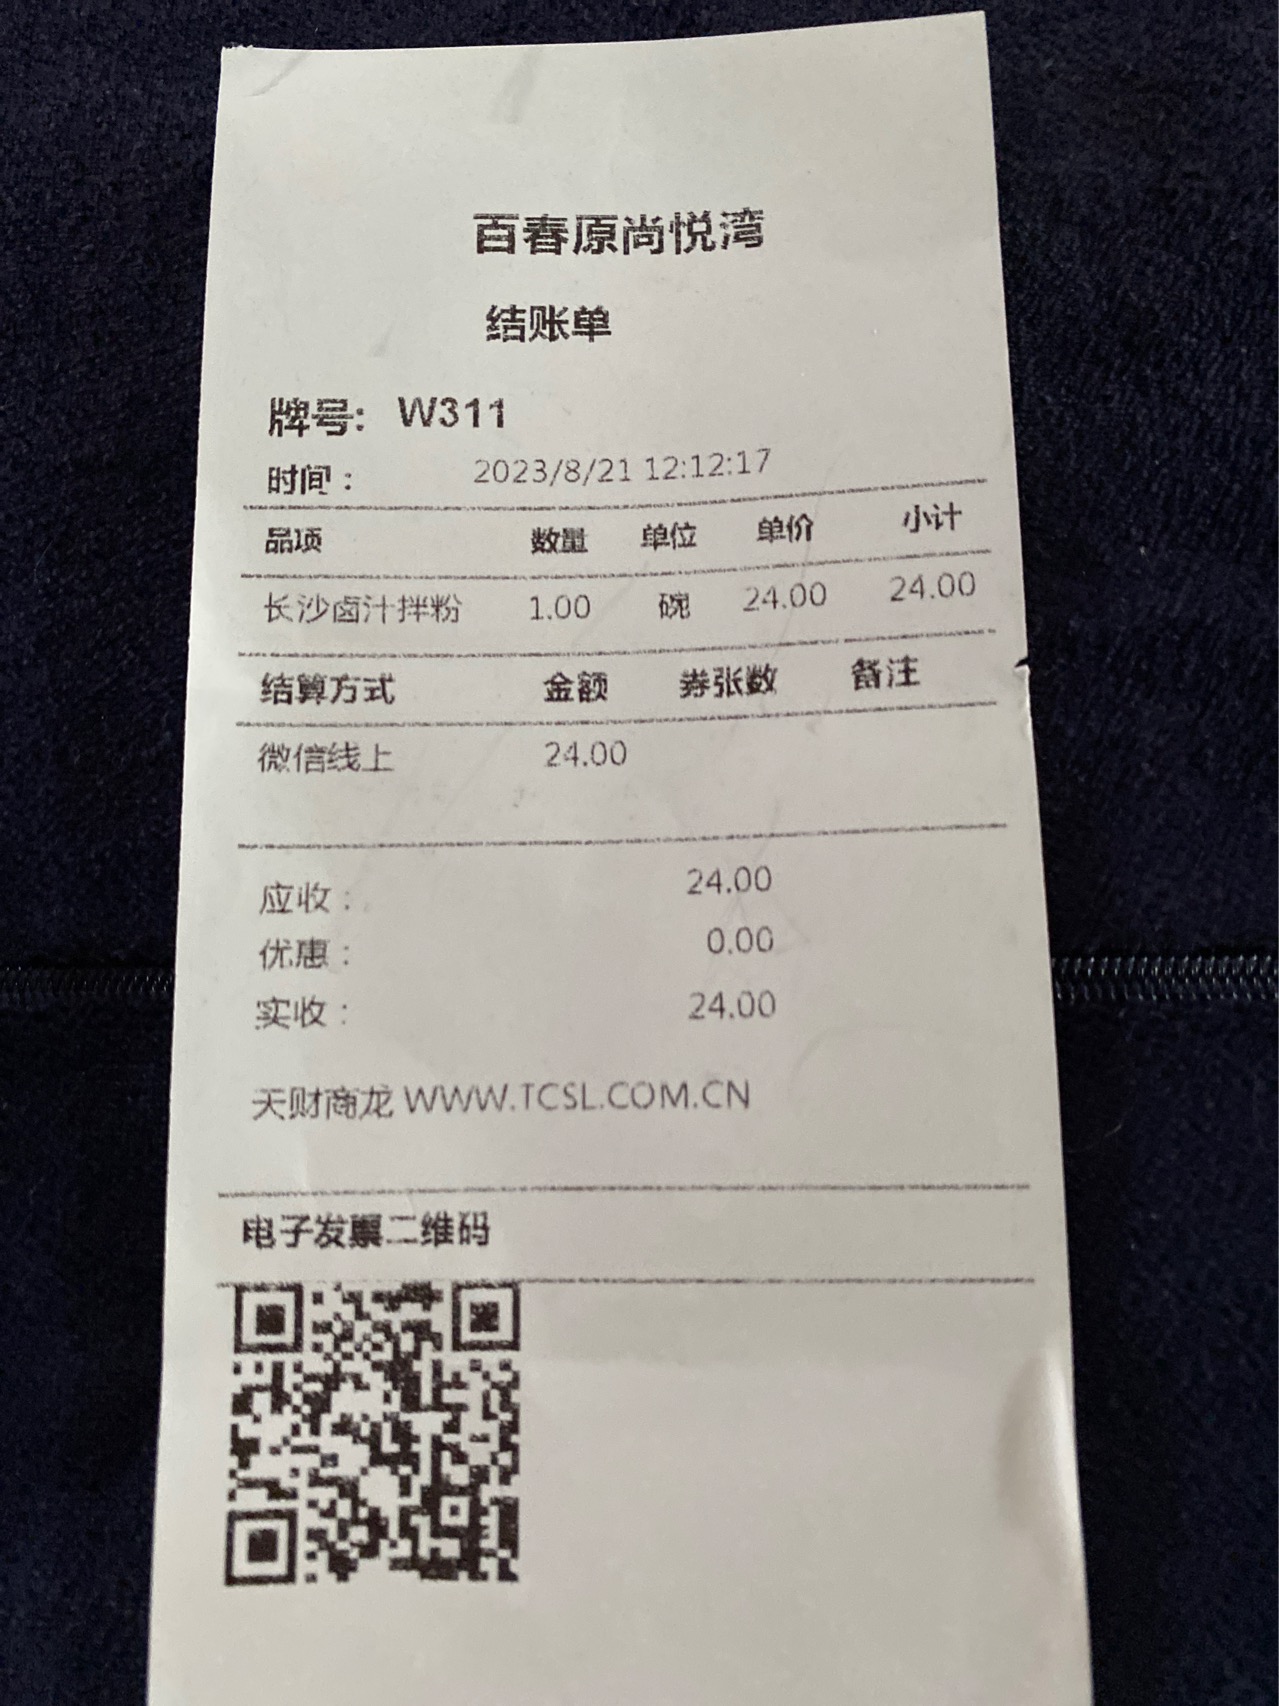 百春原尚悦湾
结账单
牌号: W311
时间： 2023/8/21 12:12:17
品项 数量 单位 单价 小计
长沙卤汁拌粉 1.00 碗 24.00 24.00
结算方式 金额 券张数 备注
微信线上 24.00
应收： 24.00
优惠： 0.00
实收： 24.00
天财商龙 WWW.TCSL.COM.CN
电子发票二维码